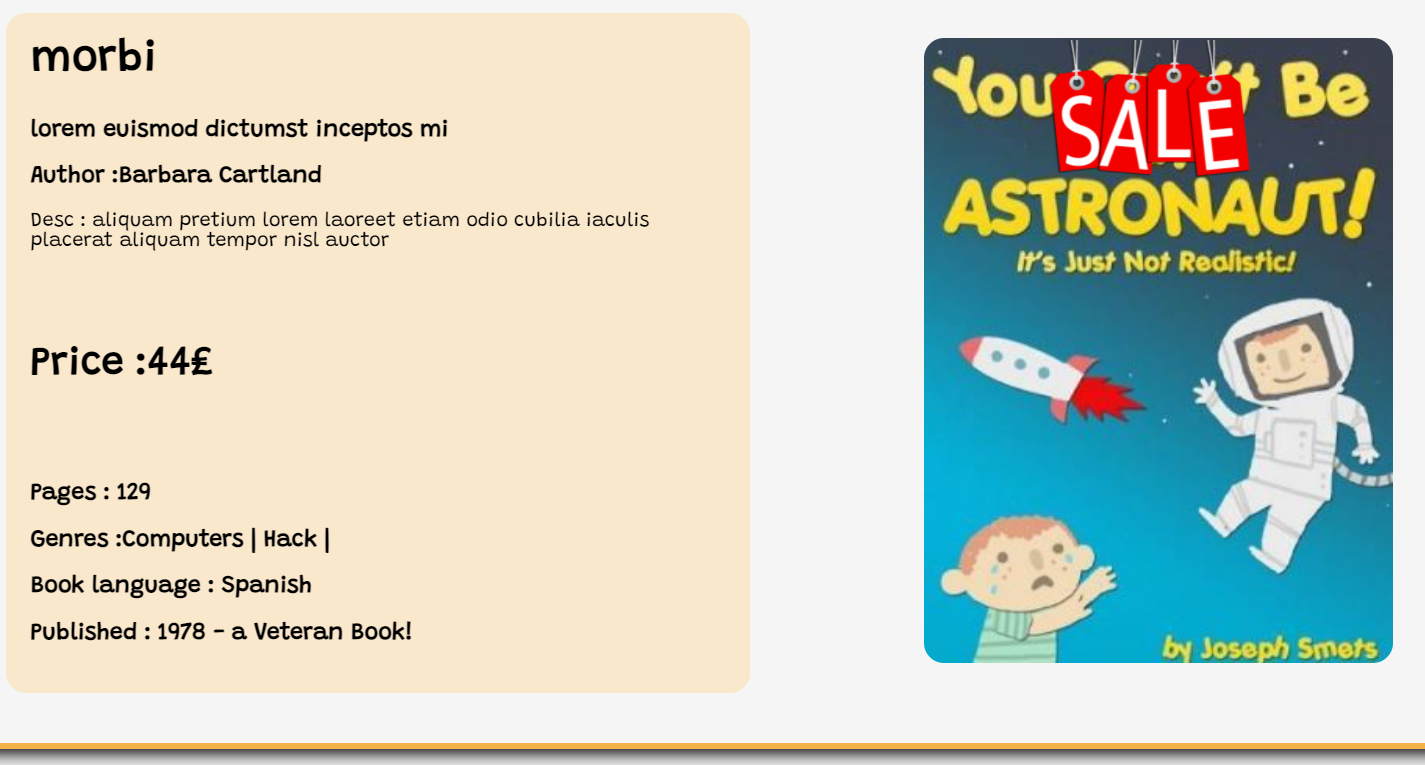 morbi
lorem euismod dictumst inceptos mi
Author :Barbara Cartland
Desc : aliquam pretium lorem laoreet etiam odio cubilia iaculis
placerat aliquam tempor nisl auctor
Price :44£
Pages : 129
Genres :Computers | Hack |
Book language : Spanish
Published : 1978 - a Veteran Book!
You Be
SALE
ASTRONAUT!
It's Just Not Realistic!
by Joseph Smets